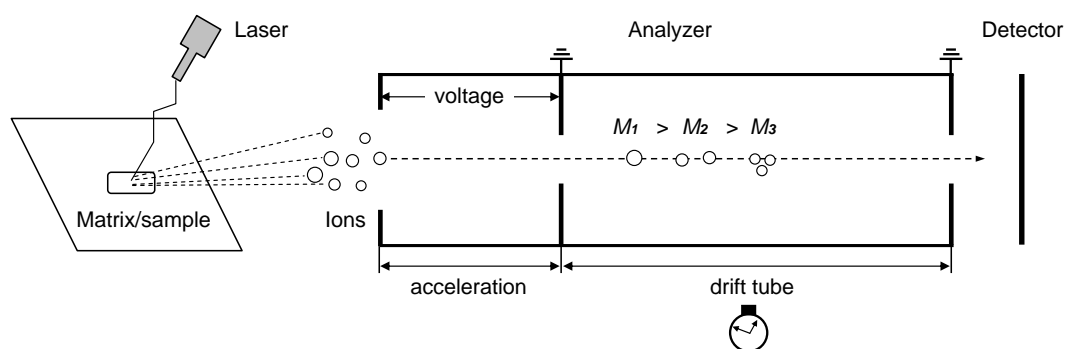 Laser
Analyzer
Detector
voltage
M1 > M2 > M3
Matrix/sample
Ions
acceleration
drift tube